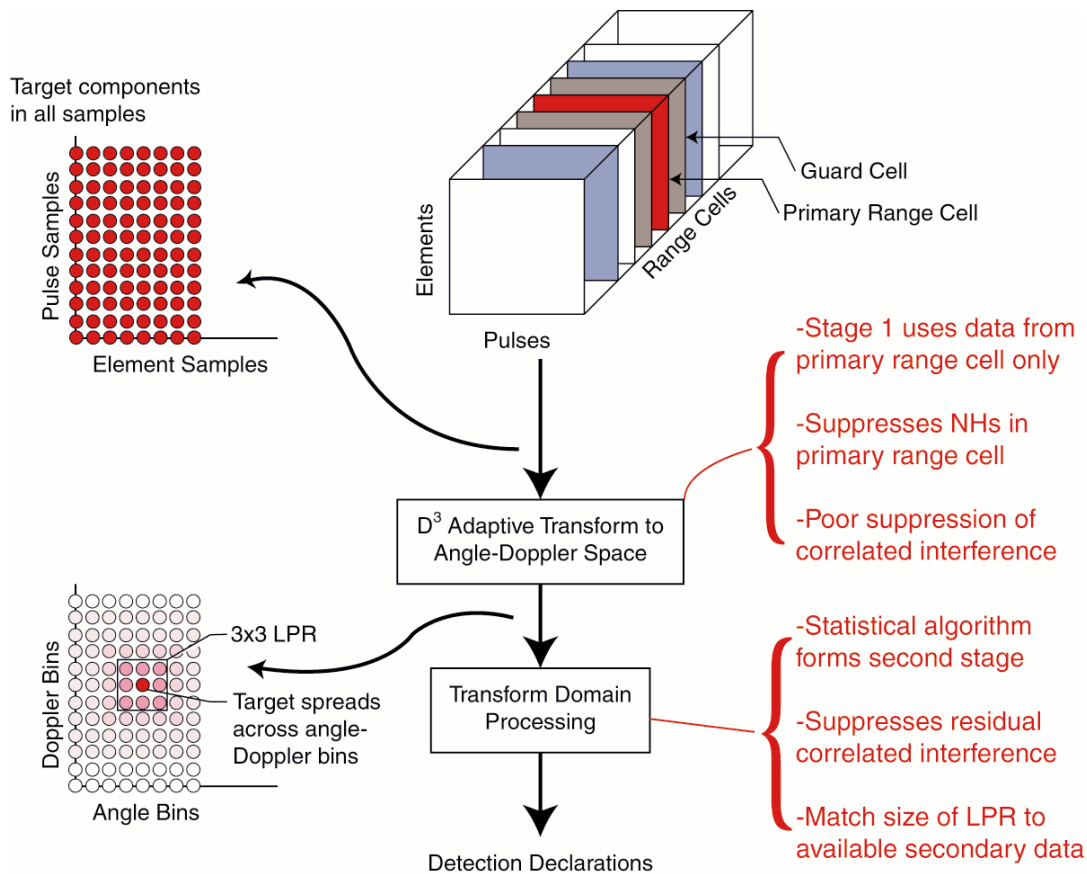 Target components
in all samples
Pulse Samples
Element Samples
Elements
Pulses
Range Cells
Guard Cell
Primary Range Cell
-Stage 1 uses data from
primary range cell only
-Suppresses NHs in
primary range cell
-Poor suppression of
correlated interference
D³ Adaptive Transform to
Angle-Doppler Space
Doppler Bins
Angle Bins
3x3 LPR
Target spreads
across angle-
Doppler bins
Transform Domain
Processing
-Statistical algorithm
forms second stage
-Suppresses residual
correlated interference
-Match size of LPR to
available secondary data
Detection Declarations